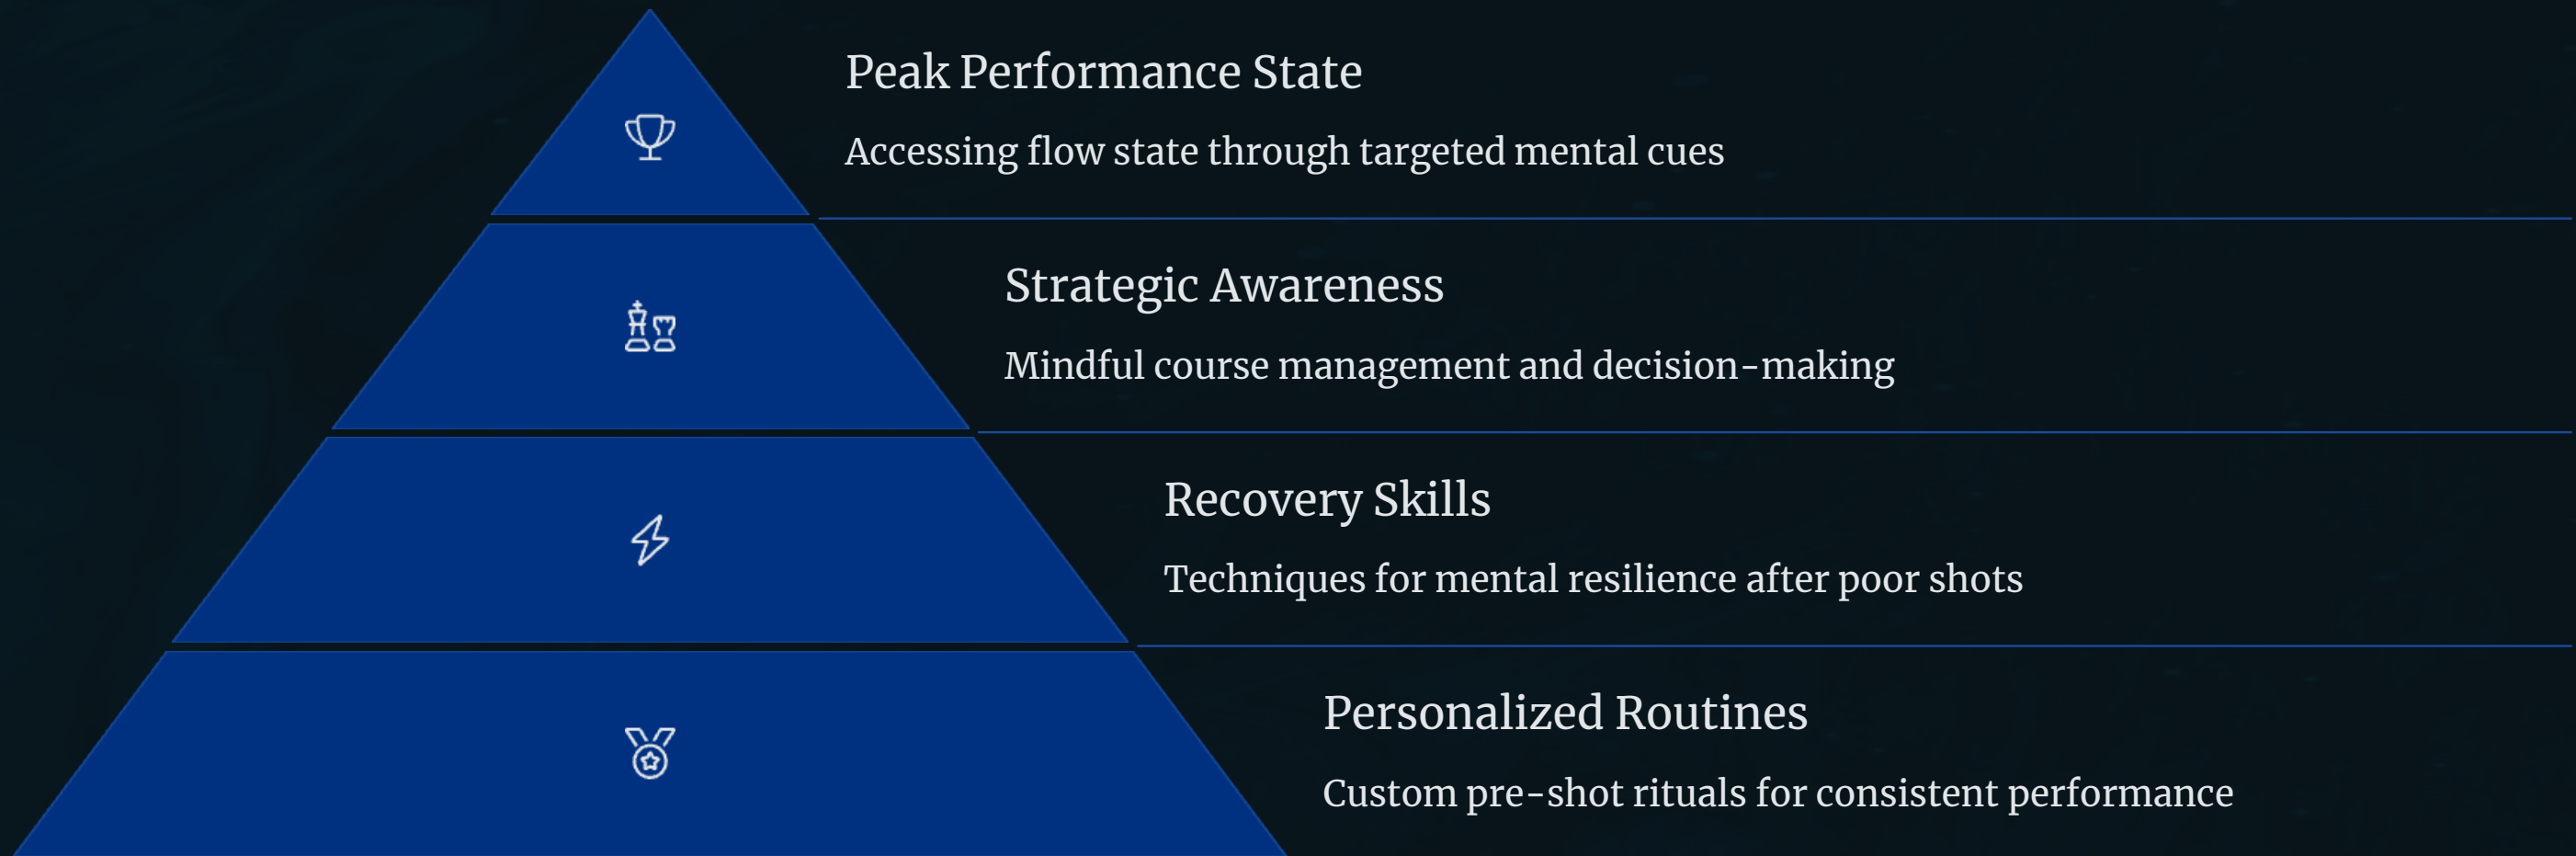 Peak Performance State
Accessing flow state through targeted mental cues
Strategic Awareness
Mindful course management and decision-making
Recovery Skills
Techniques for mental resilience after poor shots
Personalized Routines
Custom pre-shot rituals for consistent performance